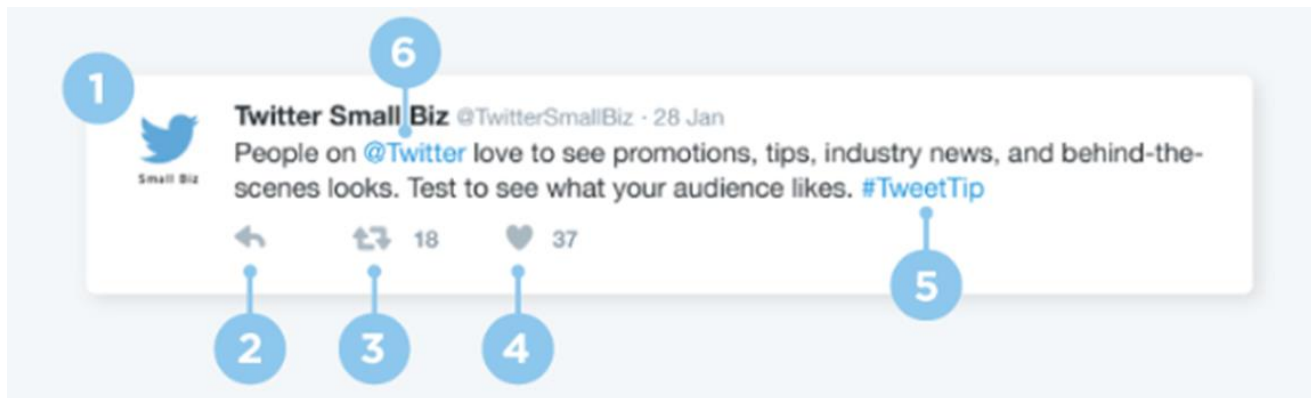 6
1
Twitter Small Biz @TwitterSmallBiz · 28 Jan
People on @Twitter love to see promotions, tips, industry news, and behind-the-
Small Biz
scenes looks. Test to see what your audience likes. #TweetTip
18 37
5
2 3 4